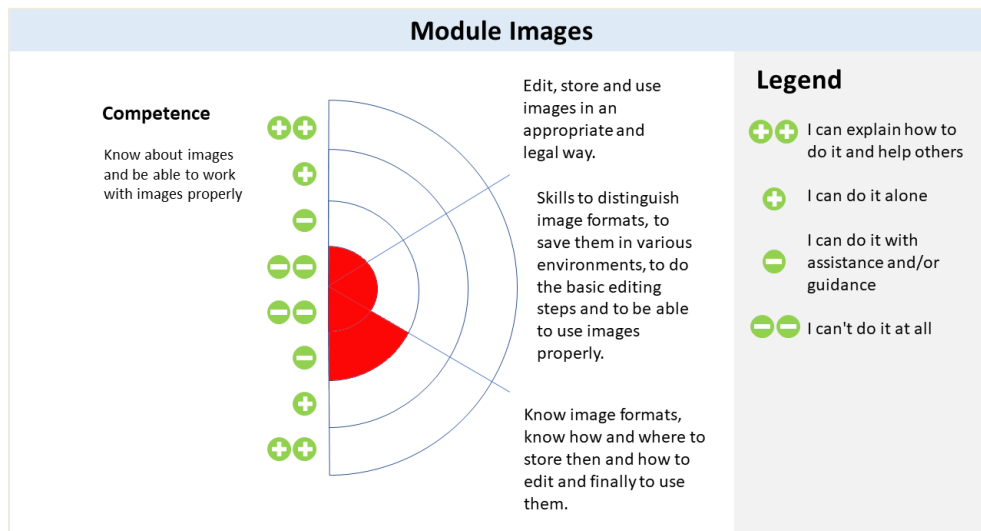 Module Images
Competence
Know about images
and be able to work
with images properly
Edit, store and use
images in an
appropriate and
legal way.
Skills to distinguish
image formats, to
save them in various
environments, to do
the basic editing
steps and to be able
to use images
properly.
Know image formats,
know how and where to
store then and how to
edit and finally to use
them.
Legend
I can explain how to
do it and help others
I can do it alone
I can do it with
assistance and/or
guidance
I can't do it at all